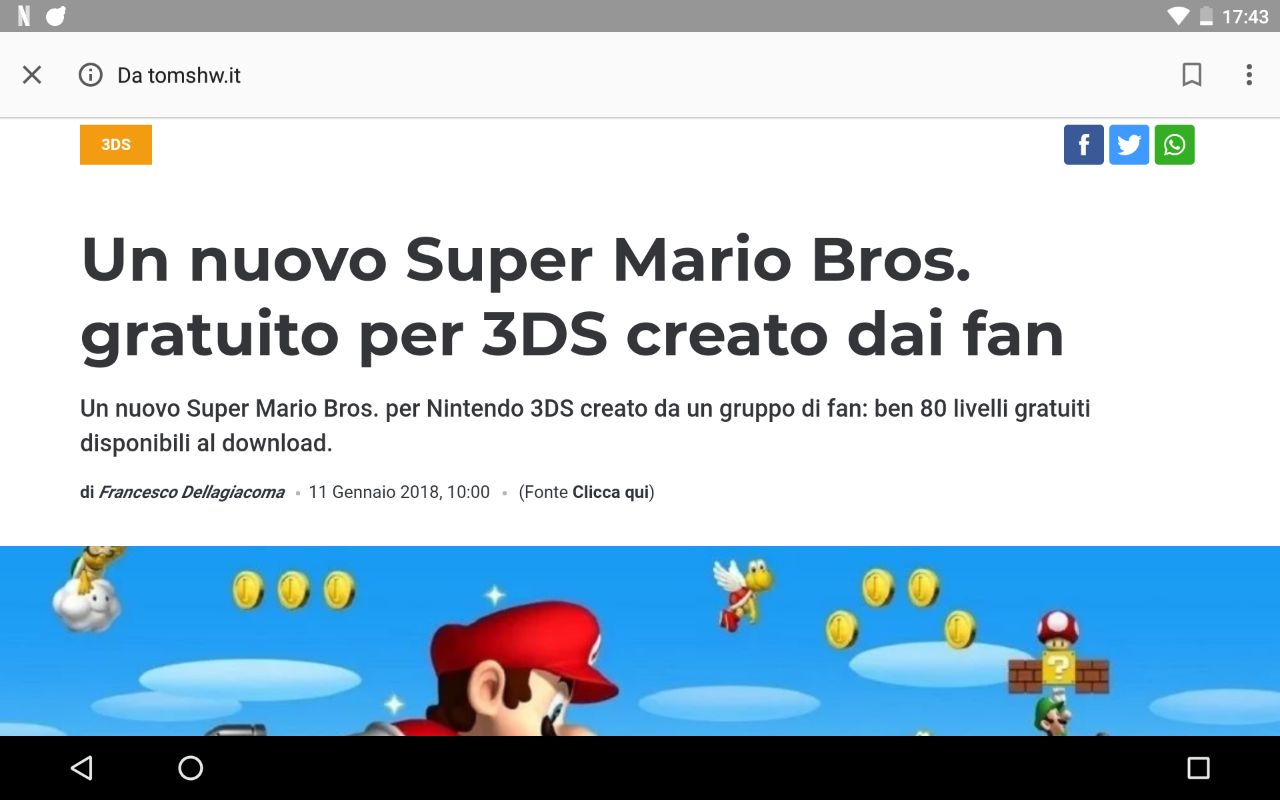 17:43
Da tomshw.it
3DS
Un nuovo Super Mario Bros.
gratuito per 3DS creato dai fan
Un nuovo Super Mario Bros. per Nintendo 3DS creato da un gruppo di fan: ben 80 livelli gratuiti
disponibili al download.
di Francesco Dellagiacoma • 11 Gennaio 2018, 10:00 • (Fonte Clicca qui)
?